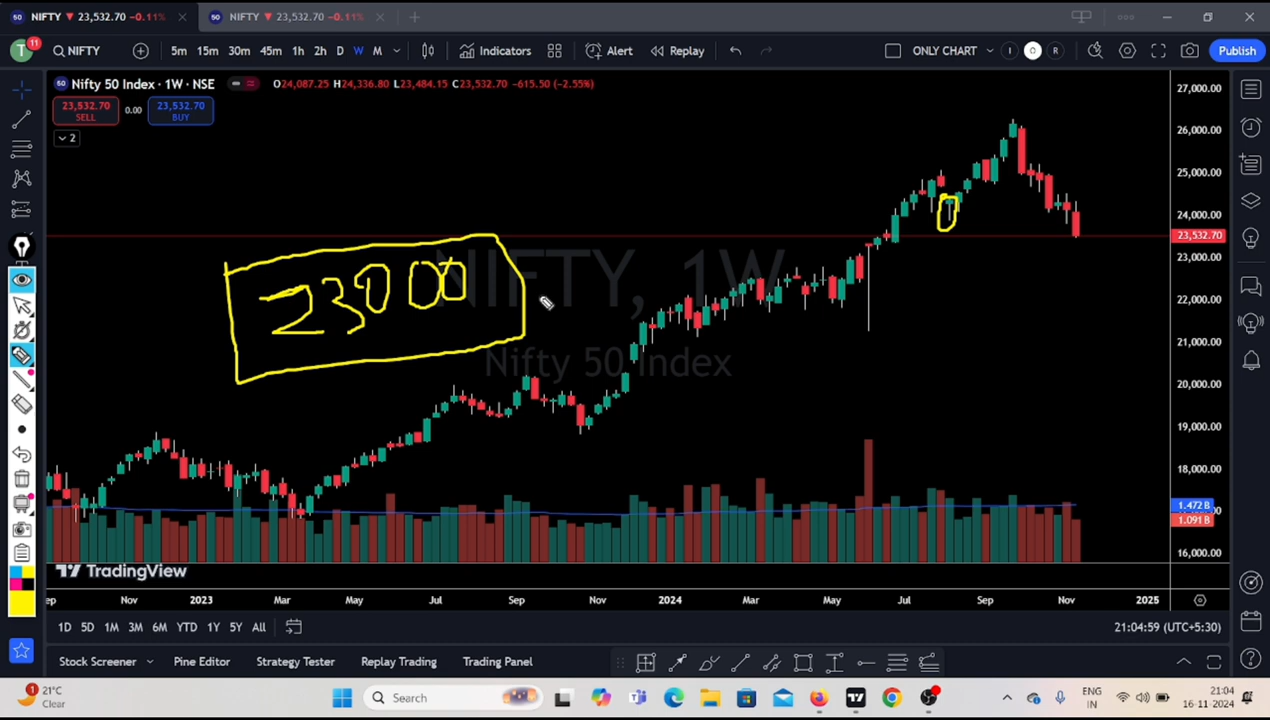 NIFTY ▼ 23,532.70 -0.11%
NIFTY ▼ 23,532.70 -0.11%
T 11 NIFTY 5m 15m 30m 45m 1h 2h D W M Indicators Alert Replay ONLY CHART I O R Publish
Nifty 50 Index · 1W · NSE O24,087.25 H24,336.80 L23,484.15 C23,532.70 -615.50 (-2.55%)
23,532.70 SELL 0.00 23,532.70 BUY
2
27,000.00
26,000.00
25,000.00
24,000.00
23,532.70
23,000.00
22,000.00
21,000.00
20,000.00
19,000.00
18,000.00
1.472 B
1.091 B
16,000.00
23000
NIFTY, 1W
Nifty 50 Index
TradingView
ep Nov 2023 Mar May Jul Sep Nov 2024 Mar May Jul Sep Nov 2025
1D 5D 1M 3M 6M YTD 1Y 5Y All 21:04:59 (UTC+5:30)
Stock Screener Pine Editor Strategy Tester Replay Trading Trading Panel
1 21°C
Clear
Search
ENG
IN
21:04
16-11-2024